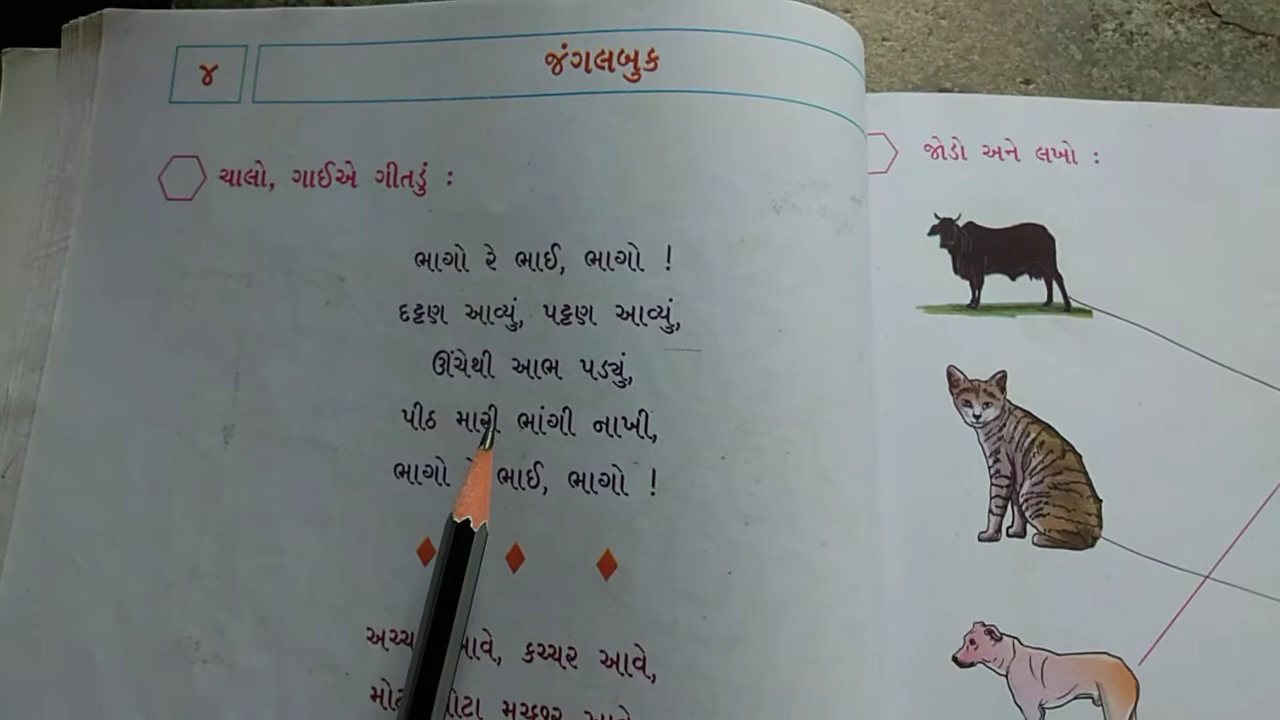 ૪
જંગલબુક
ચાલો, ગાઈએ ગીતડું :
ભાગો રે ભાઈ, ભાગો !
દટ્ટણ આવ્યું, પટ્ટણ આવ્યું,
ઊંચેથી આભ પડ્યું,
પીઠ મારી ભાંગી નાખી,
ભાગો ભાઈ, ભાગો !
કચ્ચર આવે,
જોડો અને લખો :